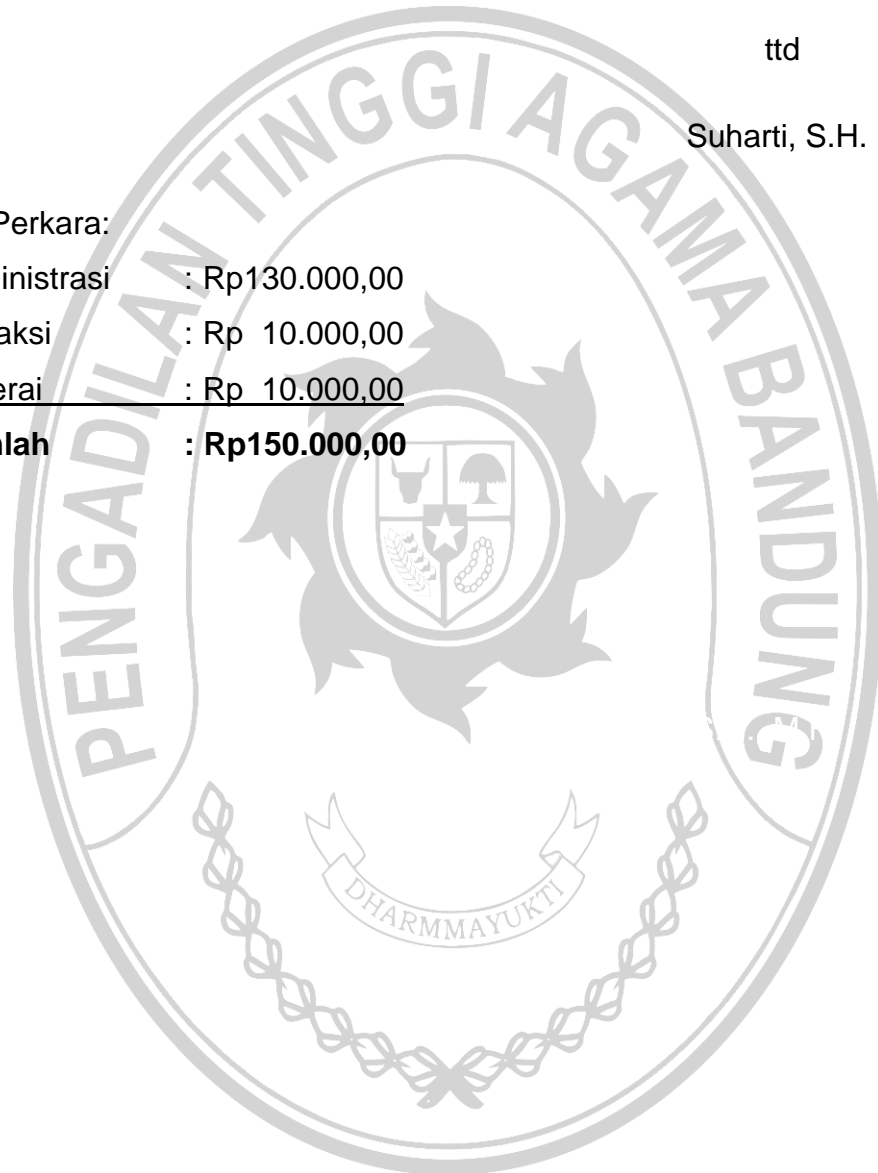 ttd
Suharti, S.H.
Perkara:
inistrasi : Rp130.000,00
aksi : Rp 10.000,00
erai : Rp 10.000,00
lah : Rp150.000,00
PENGADILAN TINGGI AGAMA BANDUNG
DHARMMAYUKTI